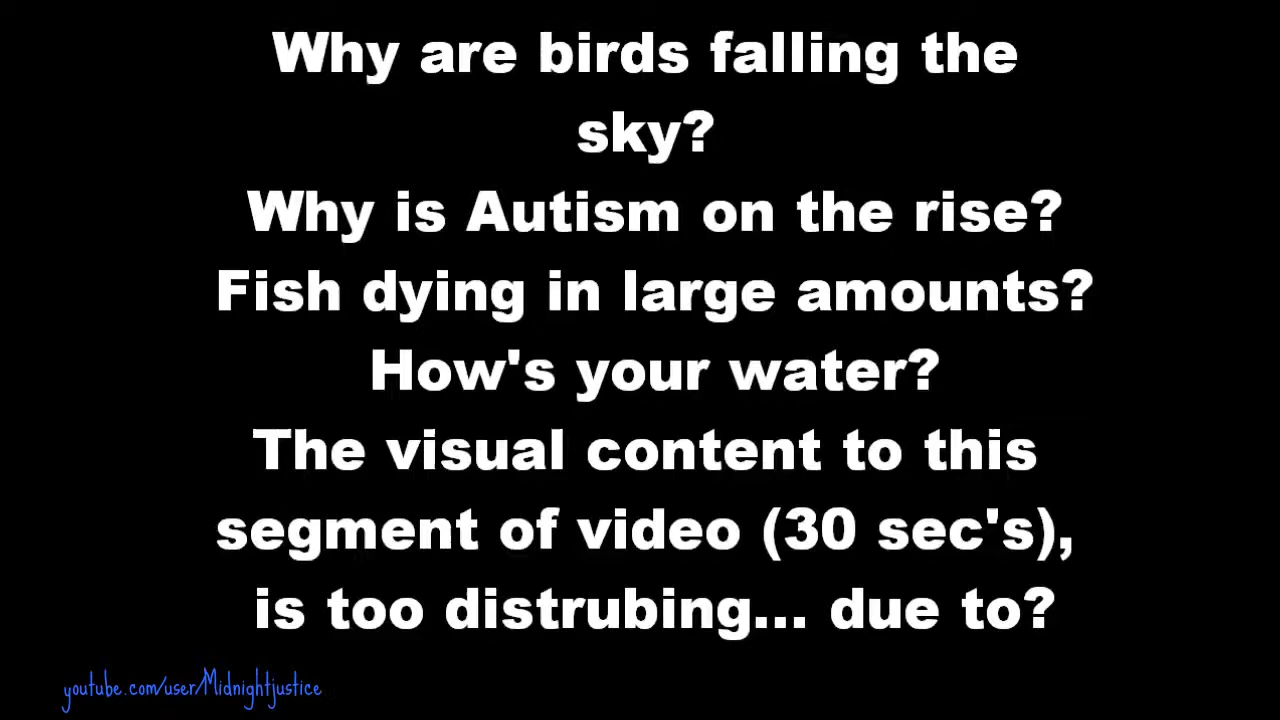 Why are birds falling the
sky?
Why is Autism on the rise?
Fish dying in large amounts?
How's your water?
The visual content to this
segment of video (30 sec's),
is too distrubing... due to?
youtube.com/user/Midnightjustice